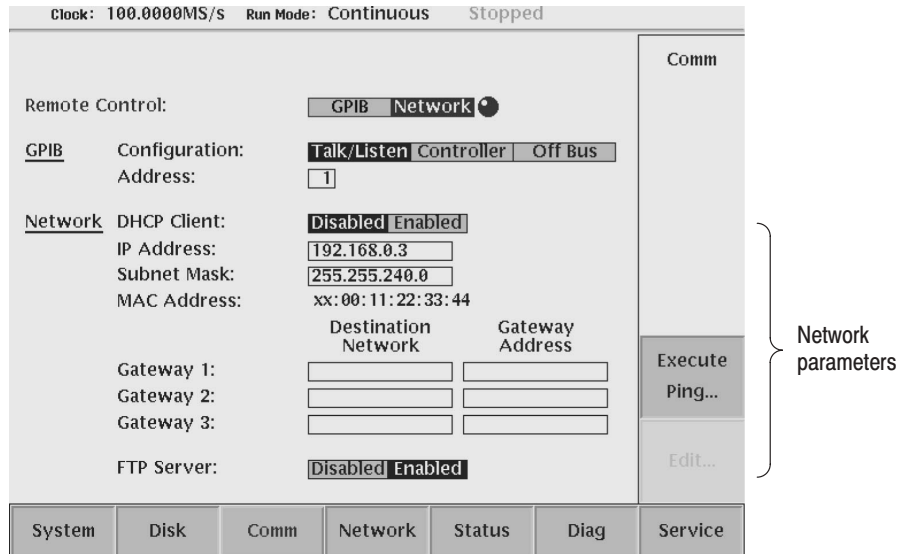 Clock: 100.0000MS/s Run Mode: Continuous Stopped
Comm
Remote Control: GPIB Network
GPIB Configuration: Talk/Listen Controller Off Bus
Address: 1
Network DHCP Client: Disabled Enabled
IP Address: 192.168.0.3
Subnet Mask: 255.255.240.0
MAC Address: xx:00:11:22:33:44
Destination Network Gateway Address
Gateway 1:
Gateway 2:
Gateway 3:
FTP Server: Disabled Enabled
Execute
Ping...
Edit...
Network
parameters
System Disk Comm Network Status Diag Service